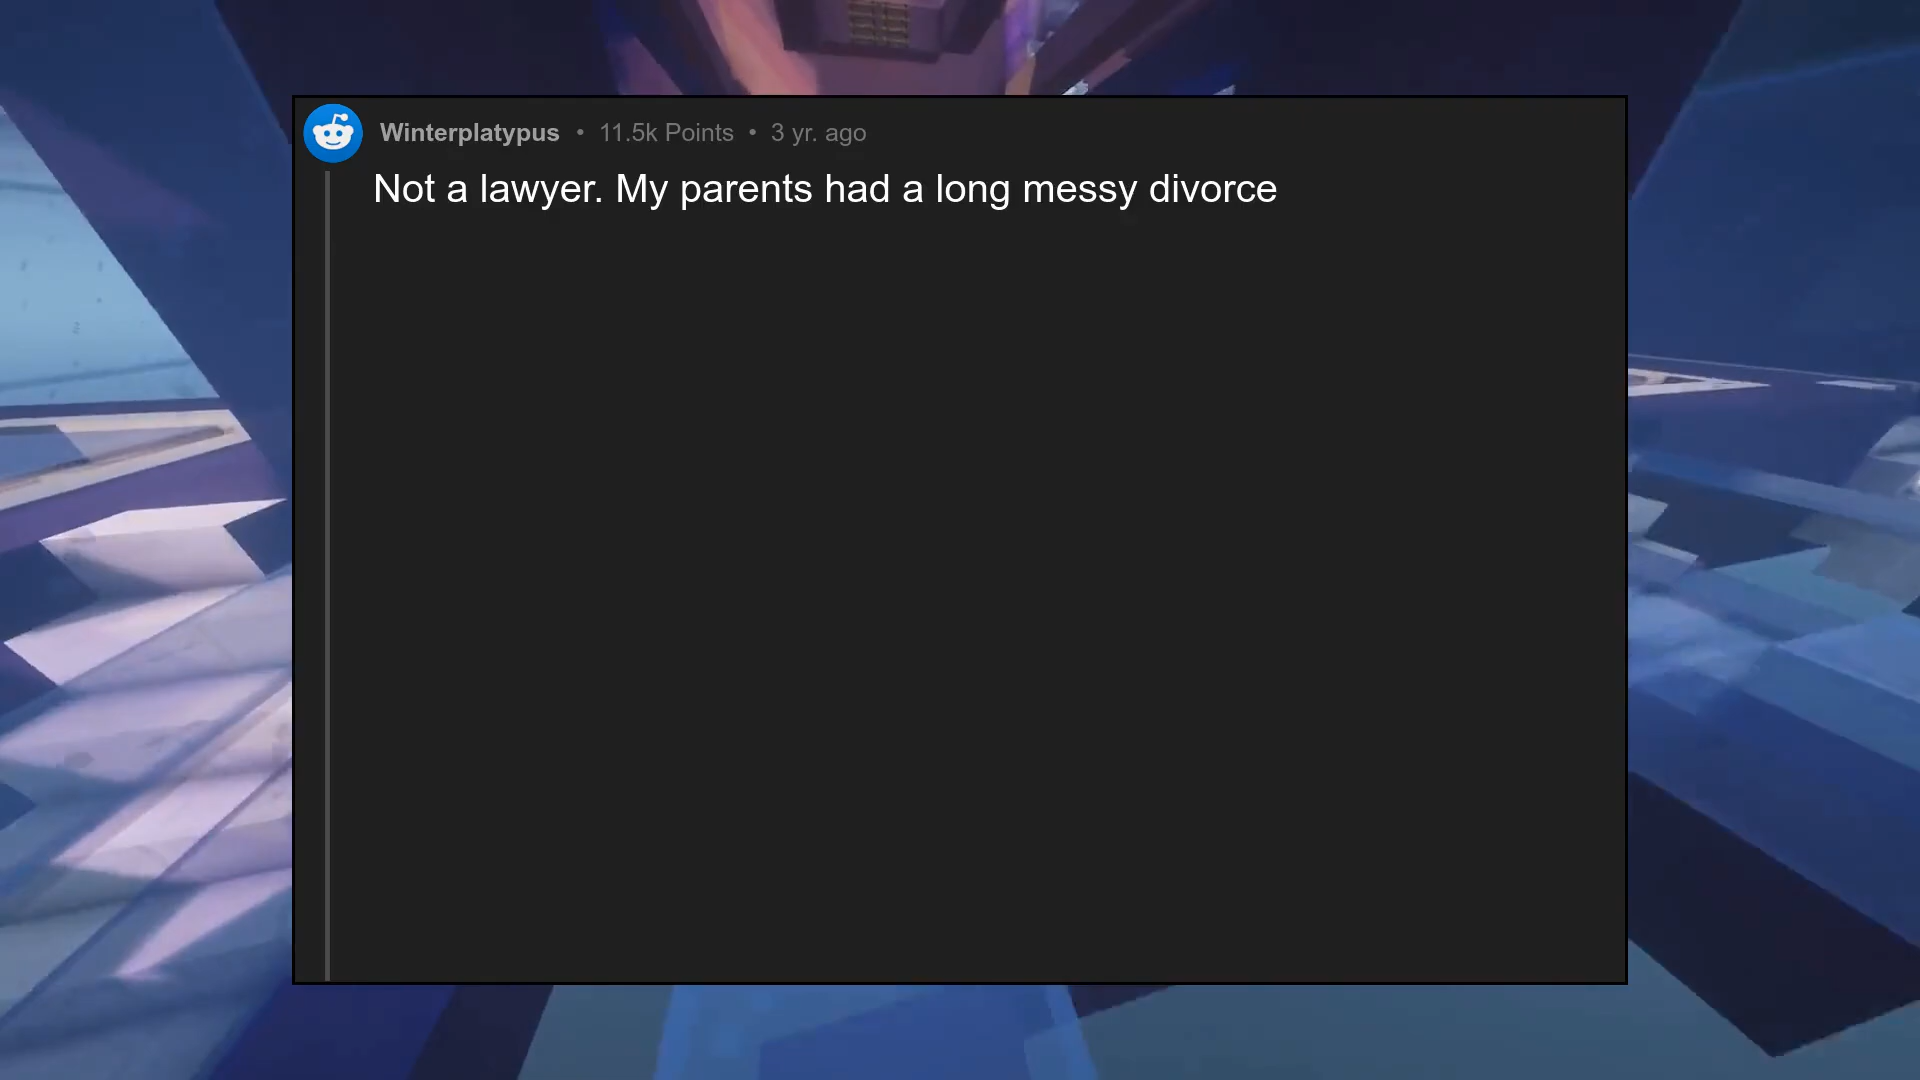 Winterplatypus • 11.5k Points • 3 yr. ago
Not a lawyer. My parents had a long messy divorce